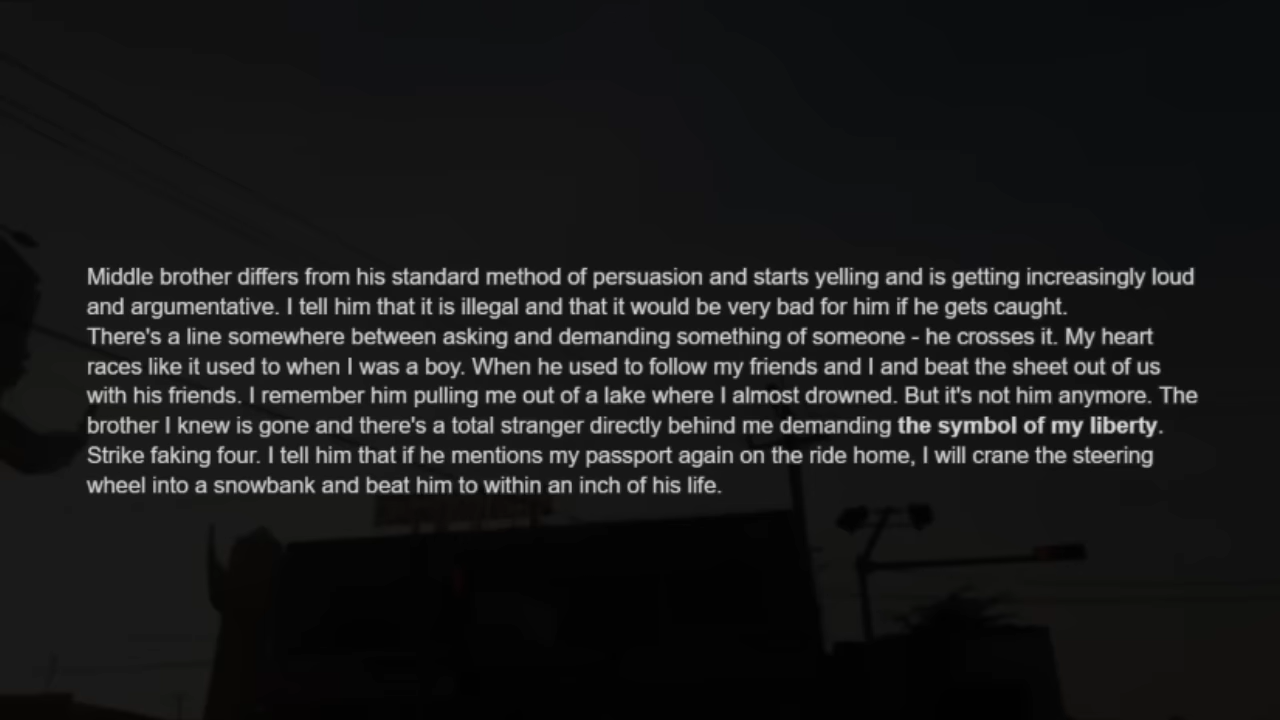 Middle brother differs from his standard method of persuasion and starts yelling and is getting increasingly loud
and argumentative. I tell him that it is illegal and that it would be very bad for him if he gets caught.
There's a line somewhere between asking and demanding something of someone - he crosses it. My heart
races like it used to when I was a boy. When he used to follow my friends and I and beat the sheet out of us
with his friends. I remember him pulling me out of a lake where I almost drowned. But it's not him anymore. The
brother I knew is gone and there's a total stranger directly behind me demanding the symbol of my liberty.
Strike faking four. I tell him that if he mentions my passport again on the ride home, I will crane the steering
wheel into a snowbank and beat him to within an inch of his life.